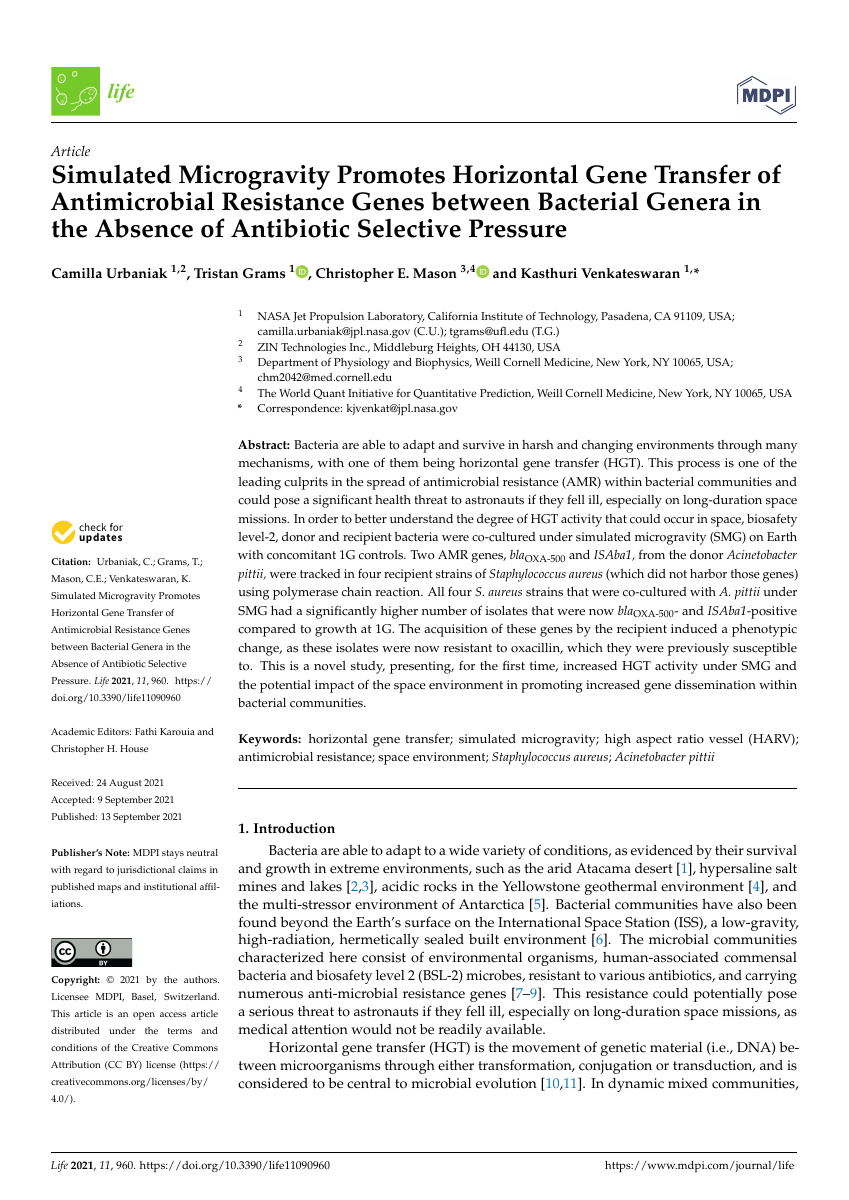 life
MDPI
Article
Simulated Microgravity Promotes Horizontal Gene Transfer of
Antimicrobial Resistance Genes between Bacterial Genera in
the Absence of Antibiotic Selective Pressure
Camilla Urbaniak 1,2, Tristan Grams 1 iD, Christopher E. Mason 3,4 iD and Kasthuri Venkateswaran 1,*
1 NASA Jet Propulsion Laboratory, California Institute of Technology, Pasadena, CA 91109, USA;
camilla.urbaniak@jpl.nasa.gov (C.U.); tgrams@ufl.edu (T.G.)
2 ZIN Technologies Inc., Middleburg Heights, OH 44130, USA
3 Department of Physiology and Biophysics, Weill Cornell Medicine, New York, NY 10065, USA;
chm2042@med.cornell.edu
4 The World Quant Initiative for Quantitative Prediction, Weill Cornell Medicine, New York, NY 10065, USA
* Correspondence: kjvenkat@jpl.nasa.gov
Abstract: Bacteria are able to adapt and survive in harsh and changing environments through many
mechanisms, with one of them being horizontal gene transfer (HGT). This process is one of the
leading culprits in the spread of antimicrobial resistance (AMR) within bacterial communities and
could pose a significant health threat to astronauts if they fell ill, especially on long-duration space
missions. In order to better understand the degree of HGT activity that could occur in space, biosafety
level-2, donor and recipient bacteria were co-cultured under simulated microgravity (SMG) on Earth
with concomitant 1G controls. Two AMR genes, blaOXA-500 and ISAba1, from the donor Acinetobacter
pittii, were tracked in four recipient strains of Staphylococcus aureus (which did not harbor those genes)
using polymerase chain reaction. All four S. aureus strains that were co-cultured with A. pittii under
SMG had a significantly higher number of isolates that were now blaOXA-500- and ISAba1-positive
compared to growth at 1G. The acquisition of these genes by the recipient induced a phenotypic
change, as these isolates were now resistant to oxacillin, which they were previously susceptible
to. This is a novel study, presenting, for the first time, increased HGT activity under SMG and
the potential impact of the space environment in promoting increased gene dissemination within
bacterial communities.
Keywords: horizontal gene transfer; simulated microgravity; high aspect ratio vessel (HARV);
antimicrobial resistance; space environment; Staphylococcus aureus; Acinetobacter pittii
check for
updates
Citation: Urbaniak, C.; Grams, T.;
Mason, C.E.; Venkateswaran, K.
Simulated Microgravity Promotes
Horizontal Gene Transfer of
Antimicrobial Resistance Genes
between Bacterial Genera in the
Absence of Antibiotic Selective
Pressure. Life 2021, 11, 960. https://
doi.org/10.3390/life11090960
Academic Editors: Fathi Karouia and
Christopher H. House
Received: 24 August 2021
Accepted: 9 September 2021
Published: 13 September 2021
Publisher's Note: MDPI stays neutral
with regard to jurisdictional claims in
published maps and institutional affil-
iations.
cc
BY
Copyright: © 2021 by the authors.
Licensee MDPI, Basel, Switzerland.
This article is an open access article
distributed under the terms and
conditions of the Creative Commons
Attribution (CC BY) license (https://
creativecommons.org/licenses/by/
4.0/).
1. Introduction
Bacteria are able to adapt to a wide variety of conditions, as evidenced by their survival
and growth in extreme environments, such as the arid Atacama desert [1], hypersaline salt
mines and lakes [2,3], acidic rocks in the Yellowstone geothermal environment [4], and
the multi-stressor environment of Antarctica [5]. Bacterial communities have also been
found beyond the Earth's surface on the International Space Station (ISS), a low-gravity,
high-radiation, hermetically sealed built environment [6]. The microbial communities
characterized here consist of environmental organisms, human-associated commensal
bacteria and biosafety level 2 (BSL-2) microbes, resistant to various antibiotics, and carrying
numerous anti-microbial resistance genes [7–9]. This resistance could potentially pose
a serious threat to astronauts if they fell ill, especially on long-duration space missions, as
medical attention would not be readily available.
Horizontal gene transfer (HGT) is the movement of genetic material (i.e., DNA) be-
tween microorganisms through either transformation, conjugation or transduction, and is
considered to be central to microbial evolution [10,11]. In dynamic mixed communities,
Life 2021, 11, 960. https://doi.org/10.3390/life11090960
https://www.mdpi.com/journal/life